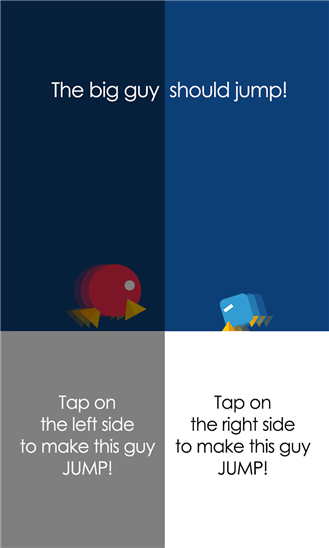 The big guy should jump!
Tap on
the left side
to make this guy
JUMP!
Tap on
the right side
to make this guy
JUMP!